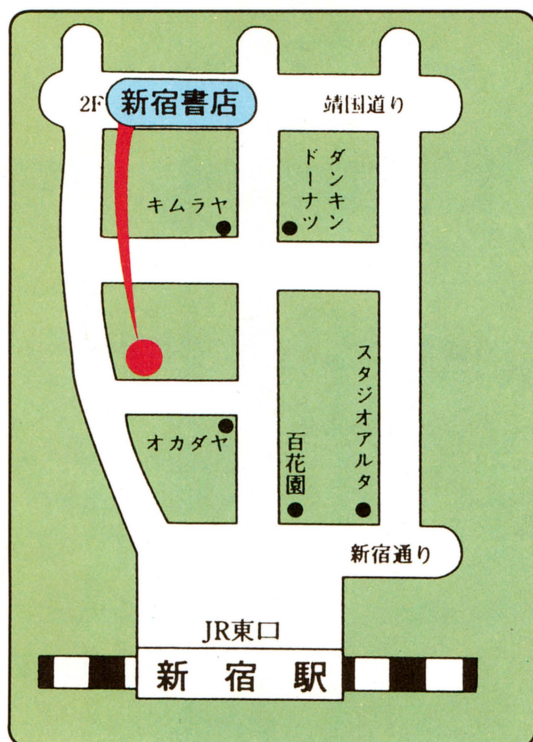 2F 新宿書店
靖国道り
キムラヤ
ダンキン
ドーナツ
スタジオアルタ
オカダヤ
百花園
新宿通り
JR東口
新宿駅